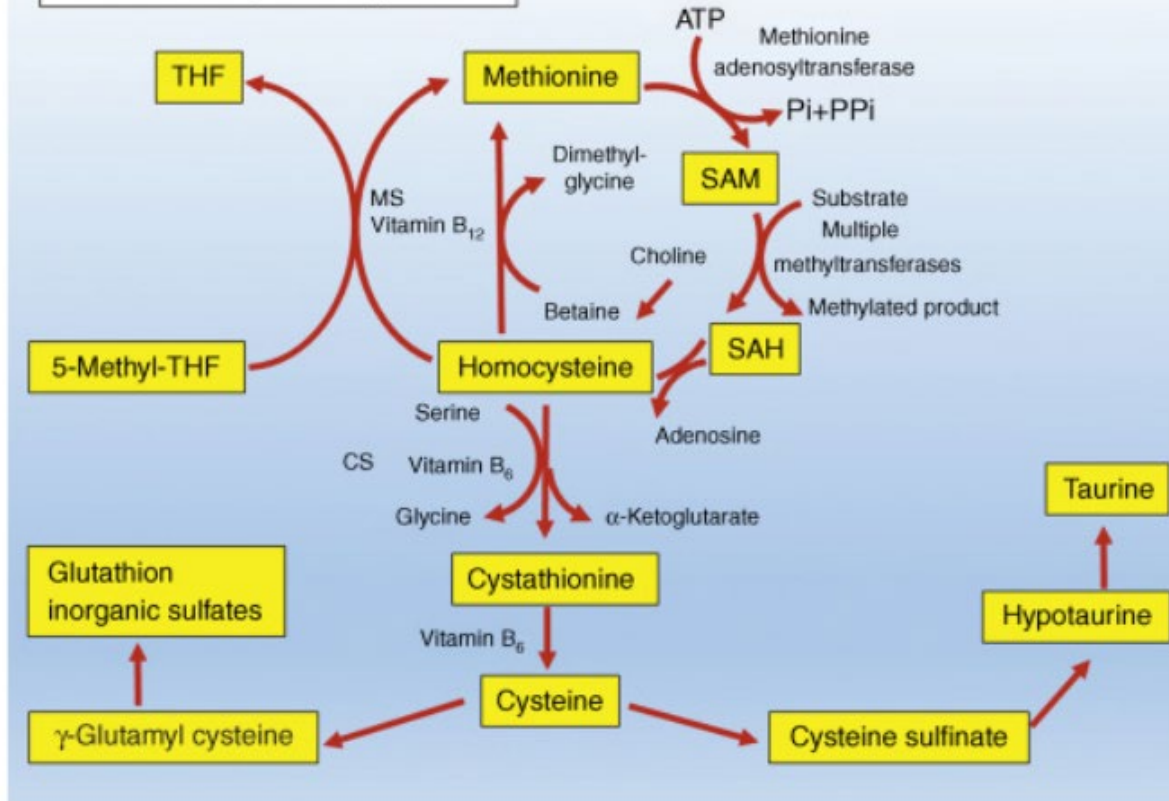 ATP
Methionine
adenosyltransferase
THF
Methionine
Pi+PPi
Dimethyl-
glycine
SAM
MS
Vitamin B12
Substrate
Multiple
methyltransferases
Choline
Betaine
Methylated product
5-Methyl-THF
Homocysteine
SAH
Serine
Adenosine
CS Vitamin B6
Glycine
α-Ketoglutarate
Taurine
Glutathion
inorganic sulfates
Cystathionine
Hypotaurine
Vitamin B6
Cysteine
γ-Glutamyl cysteine
Cysteine sulfinate